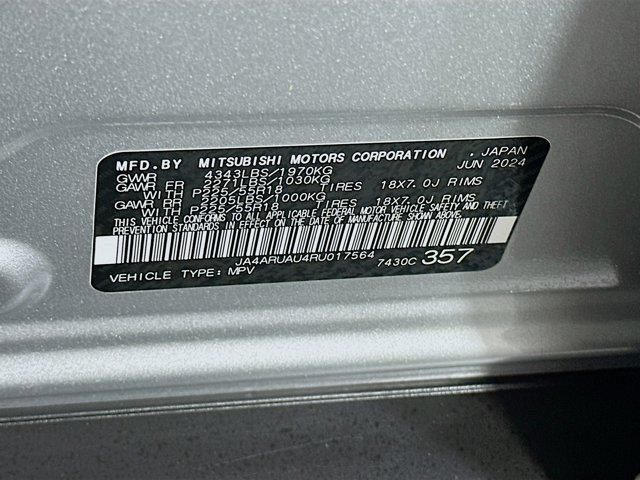 MFD.BY MITSUBISHI MOTORS CORPORATION , JAPAN
GVWR 4343LBS/1970KG JUN 2024
GAWR FR 2271LBS/1030KG
WITH P225/55R18 TIRES 18X7.0J RIMS
GAWR RR 2205LBS/1000KG
WITH P225/55R18 TIRES 18X7.0J RIMS
THIS VEHICLE CONFORMS TO ALL APPLICABLE FEDERAL MOTOR VEHICLE SAFETY AND THEFT
PREVENTION STANDARDS IN EFFECT ON THE DATE OF MANUFACTURE SHOWN ABOVE.
JA4ARUAU4RU017564 7430C 357
VEHICLE TYPE: MPV